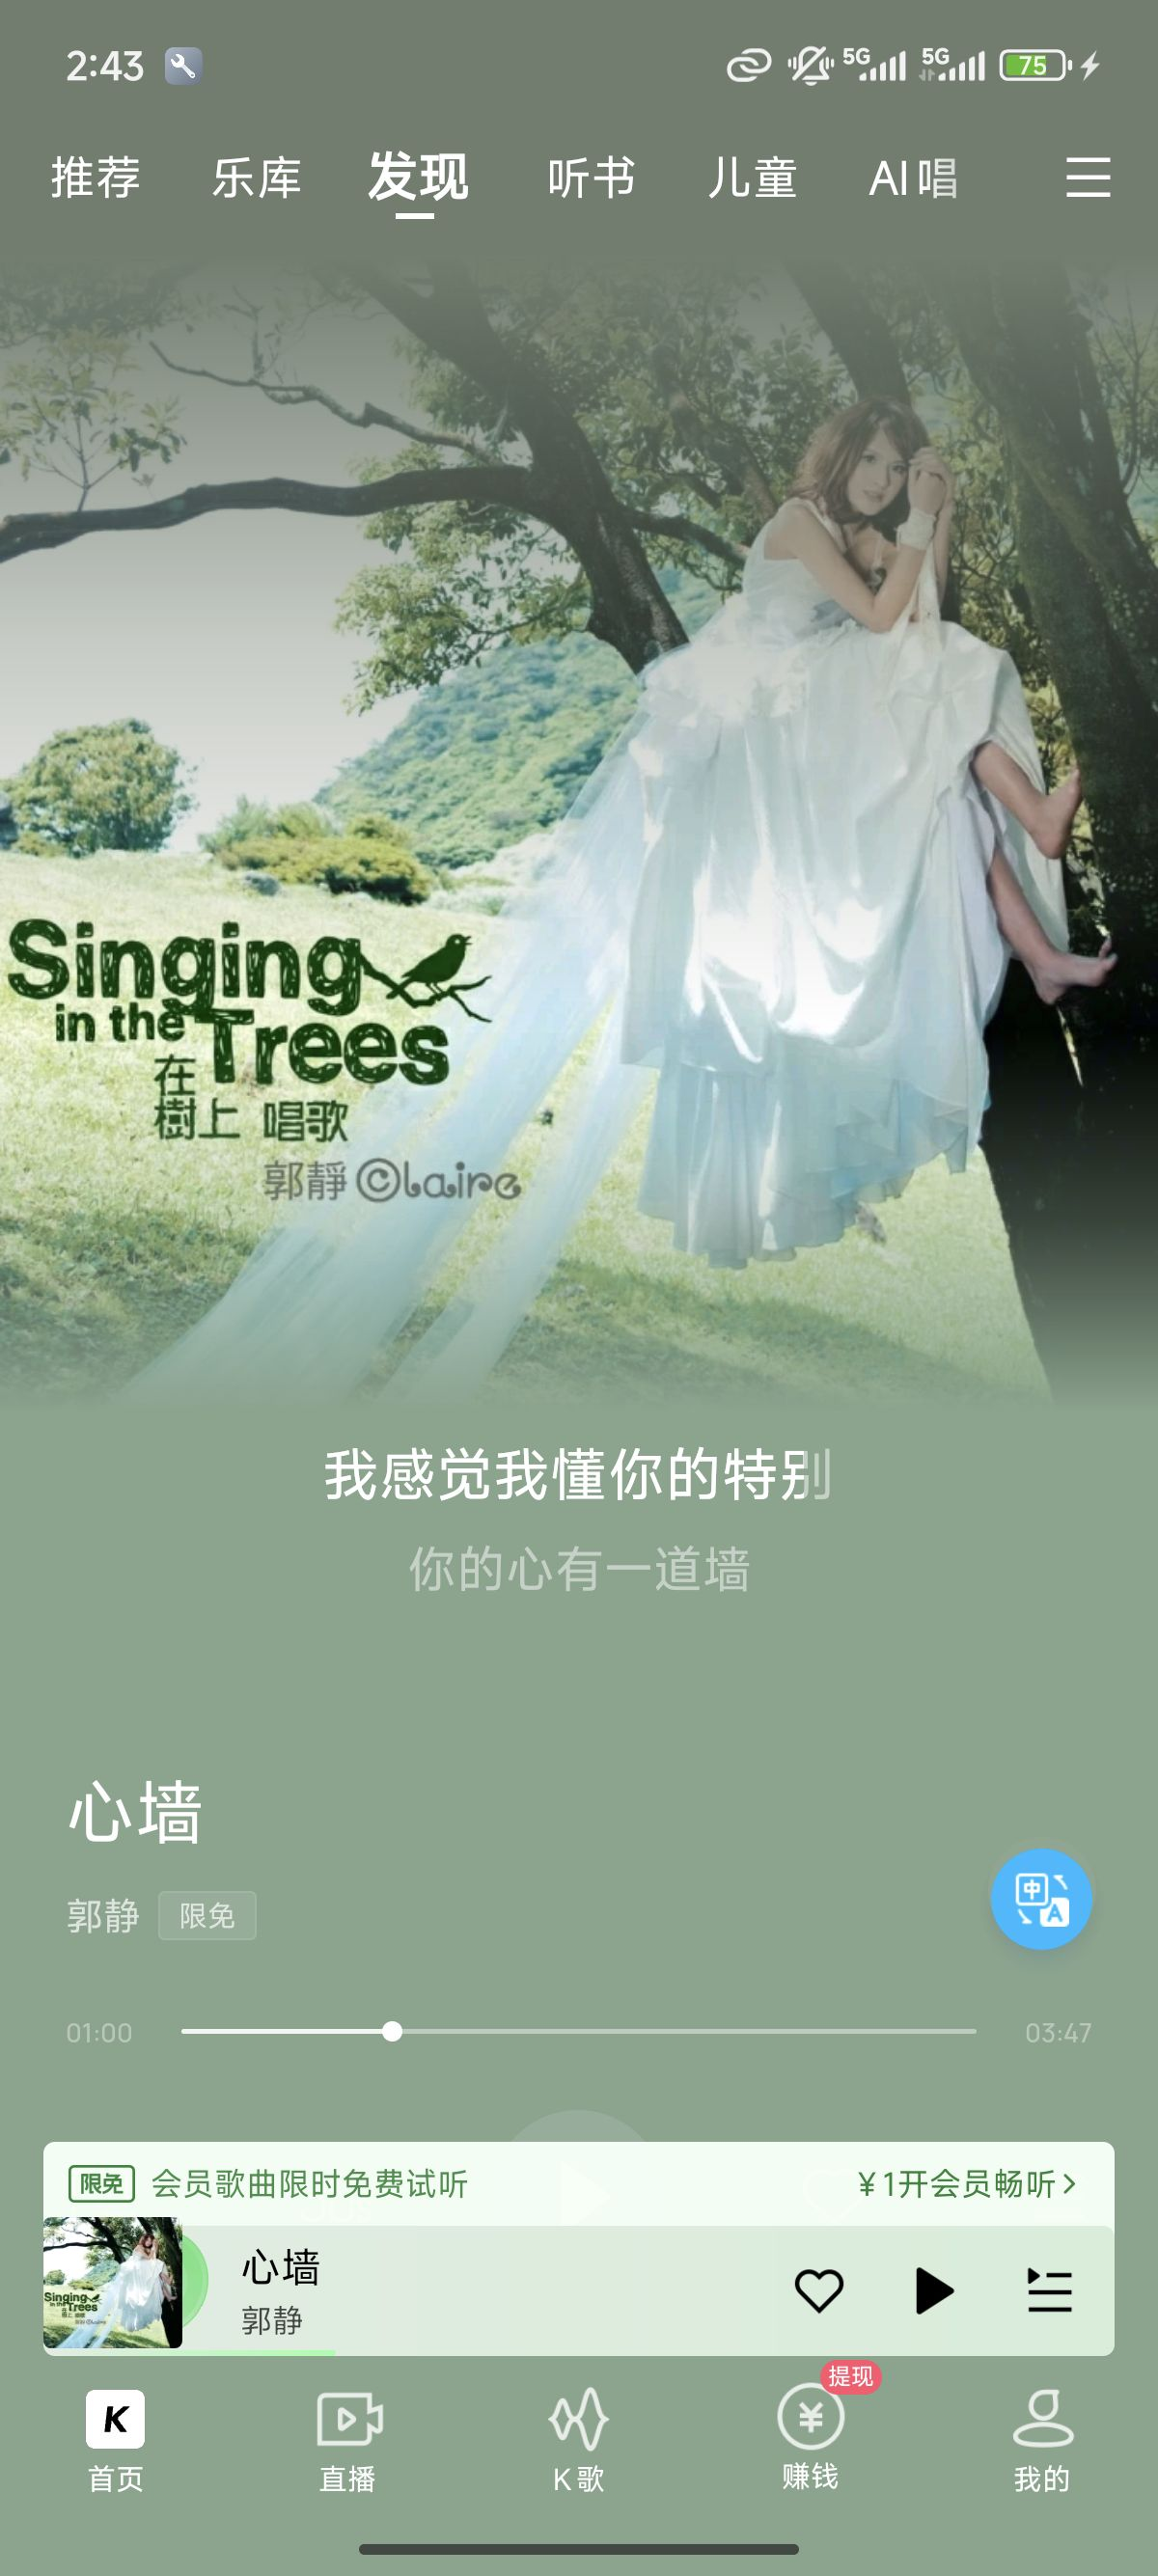 2:43
5G 5G 75
推荐 乐库 发现 听书 儿童 AI唱
Singing
in the Trees
在
樹上 唱歌
郭靜 Claire
我感觉我懂你的特别
你的心有一道墙
心墙
郭静 限免
中 A
01:00 03:47
限免 会员歌曲限时免费试听 ¥1开会员畅听
心墙
郭静
提现
K
首页 直播 K歌 赚钱 我的